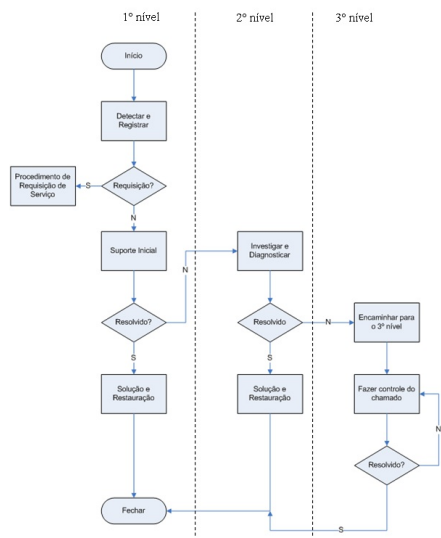 1º nível
2º nível
3º nível
Início
Detectar e
Registrar
Procedimento de
Requisição de
Serviço
S
Requisição?
N
Suporte Inicial
N
Investigar e
Diagnosticar
Resolvido?
Resolvido
N
Encaminhar para
o 3º nível
S
S
Solução e
Restauração
Solução e
Restauração
Fazer controle do
chamado
N
Resolvido?
Fechar
S